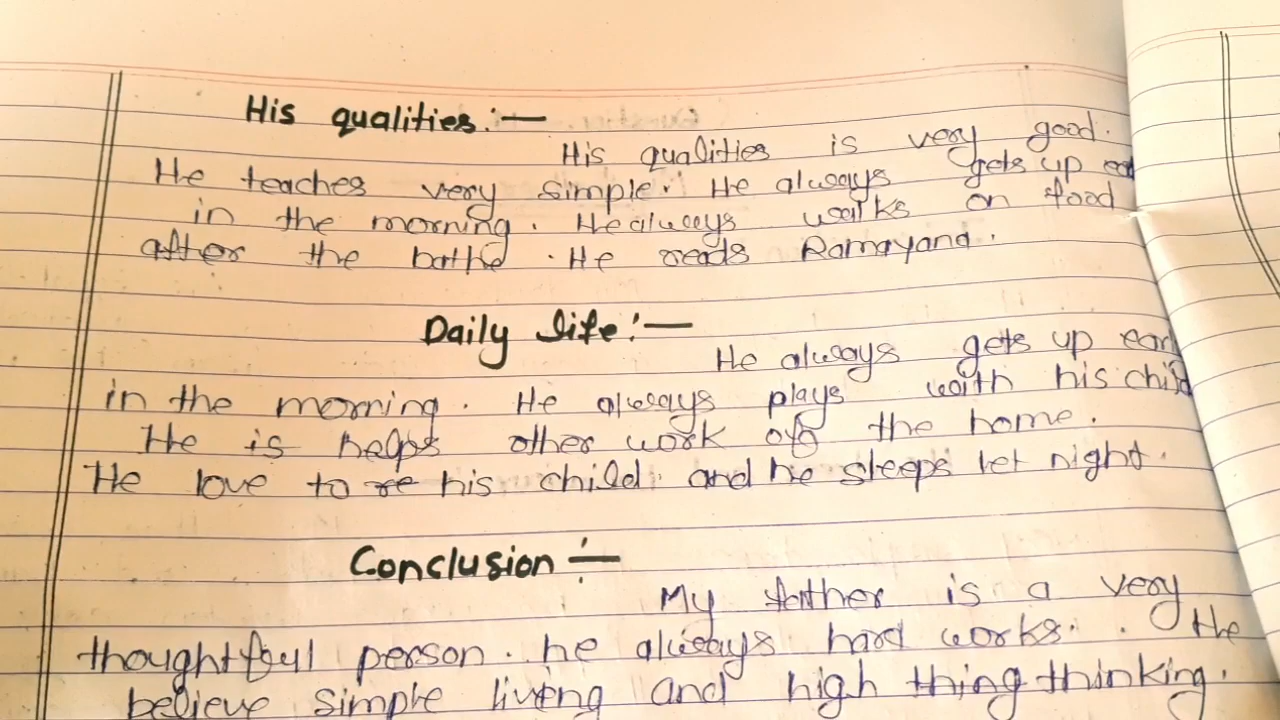 His qualities :—
His qualities is very good.
He teaches very simple. He always gets up
in the morning. He always walks on food
after the bathe. He reads Ramayana.
Daily life :—
He always gets up earl
in the morning. He always plays with his child
He is helps other work of the home.
He love to re his child. and he sleeps let night.
Conclusion :—
My father is a very
thoughtful person. he always hard works. . He
believe simple living and high thing thinking.